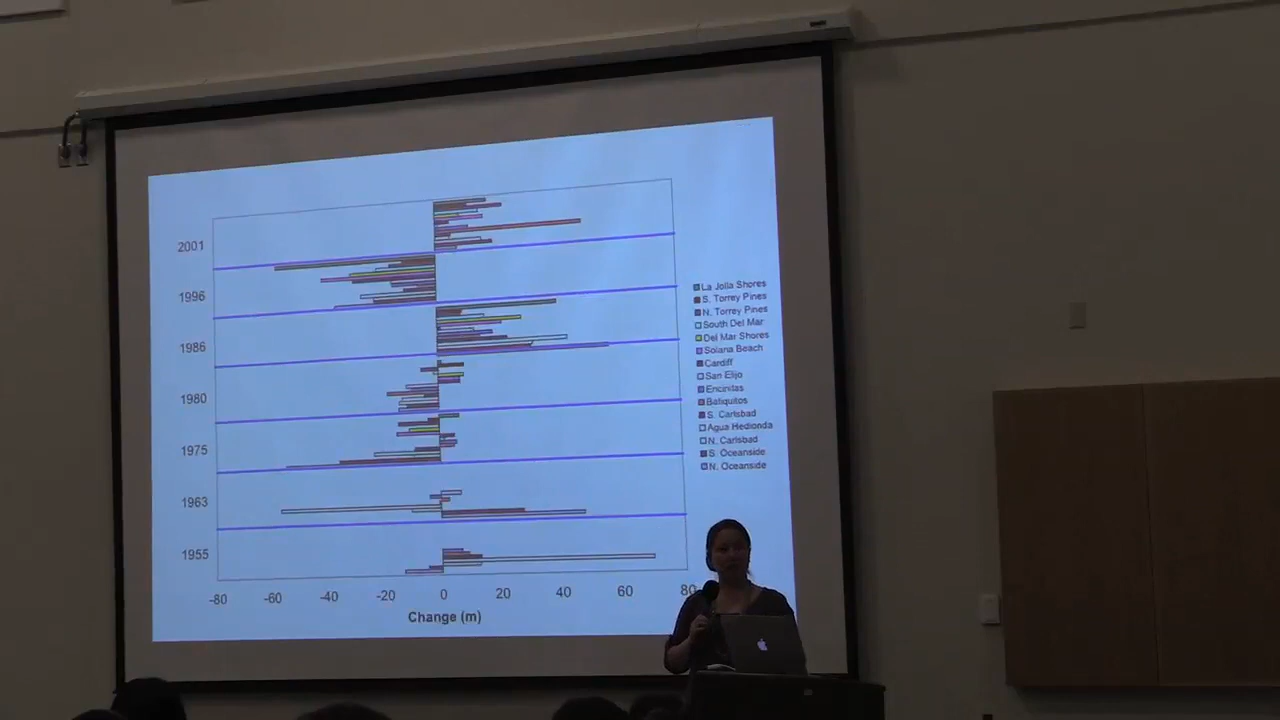 2001
1996
1986
1980
1975
1963
1955
-80 -60 -40 -20 0 20 40 60 80
Change (m)
La Jolla Shores
S. Torrey Pines
N. Torrey Pines
South Del Mar
Del Mar Shores
Solana Beach
Cardiff
San Elijo
Encinitas
Batiquitos
S. Carlsbad
Agua Hedionda
N. Carlsbad
S. Oceanside
N. Oceanside